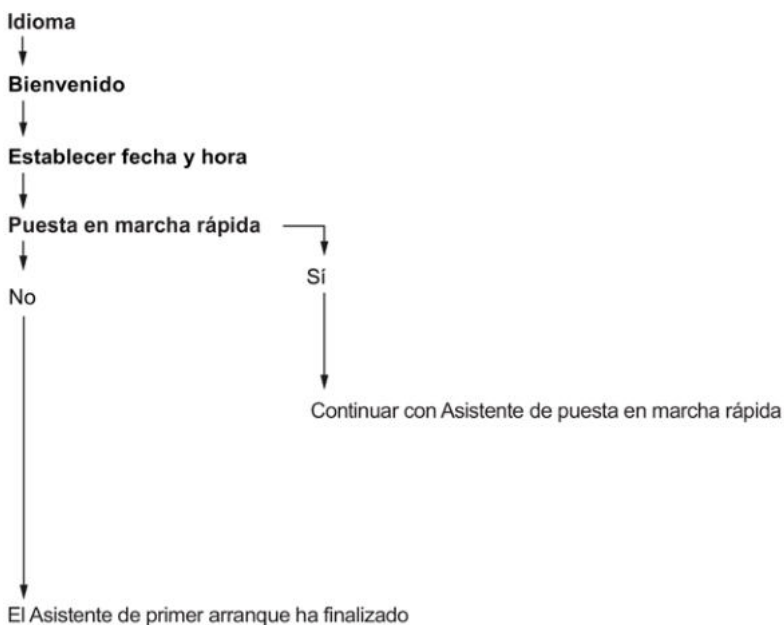 Idioma
Bienvenido
Establecer fecha y hora
Puesta en marcha rápida
Sí
No
Continuar con Asistente de puesta en marcha rápida
El Asistente de primer arranque ha finalizado